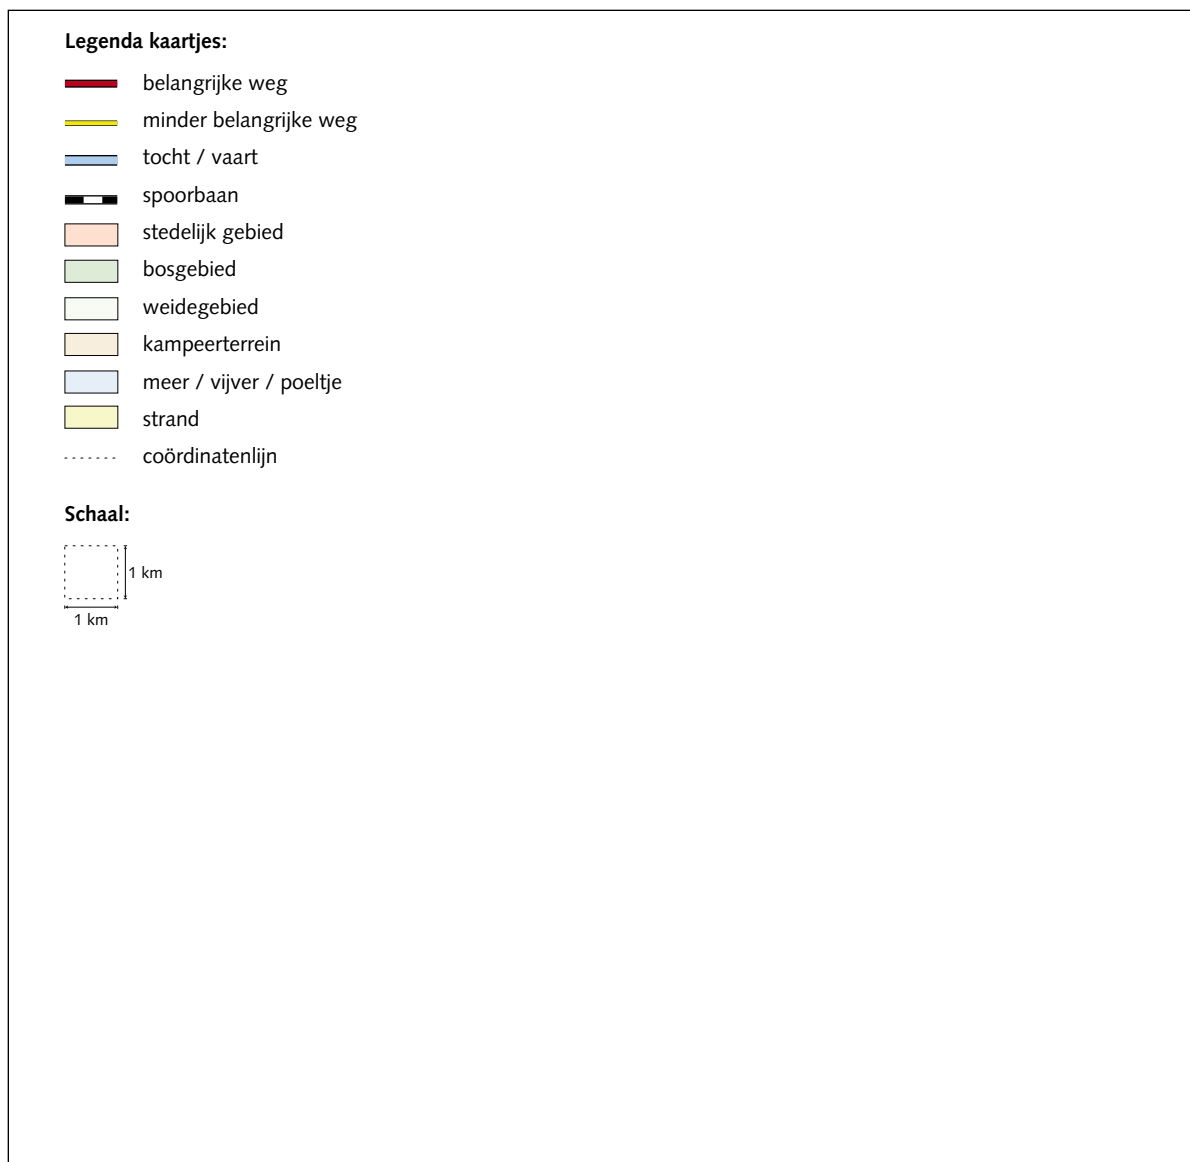 Legenda kaartjes:
belangrijke weg
minder belangrijke weg
tocht / vaart
spoorbaan
stedelijk gebied
bosgebied
weidegebied
kampeerterrein
meer / vijver / poeltje
strand
coördinatenlijn
Schaal:
1 km
1 km